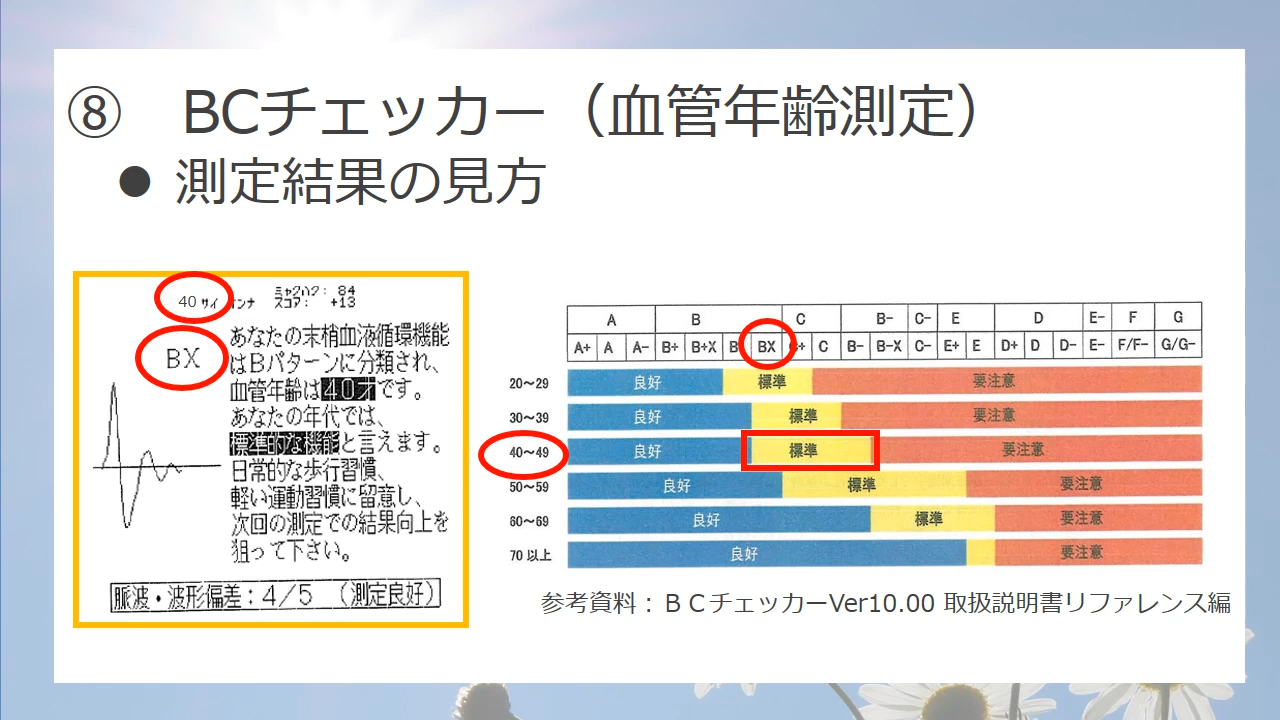 ⑧ BCチェッカー（血管年齢測定）
● 測定結果の見方
40 サイ オンナ
ミャクハク： 84
スコア： +13
BX
あなたの末梢血液循環機能
はBパターンに分類され、
血管年齢は40才です。
あなたの年代では、
標準的な機能と言えます。
日常的な歩行習慣、
軽い運動習慣に留意し、
次回の測定での結果向上を
狙って下さい。
脈波・波形偏差：4/5 （測定良好）
A B C B- C- E D E- F G
A+ A A- B+ B+X B BX C+ C B- B-X C- E+ E D+ D D- E- F/F- G/G-
20～29 良好 標準 要注意
30～39 良好 標準 要注意
40～49 良好 標準 要注意
50～59 良好 標準 要注意
60～69 良好 標準 要注意
70 以上 良好 要注意
参考資料：ＢＣチェッカーVer10.00 取扱説明書リファレンス編